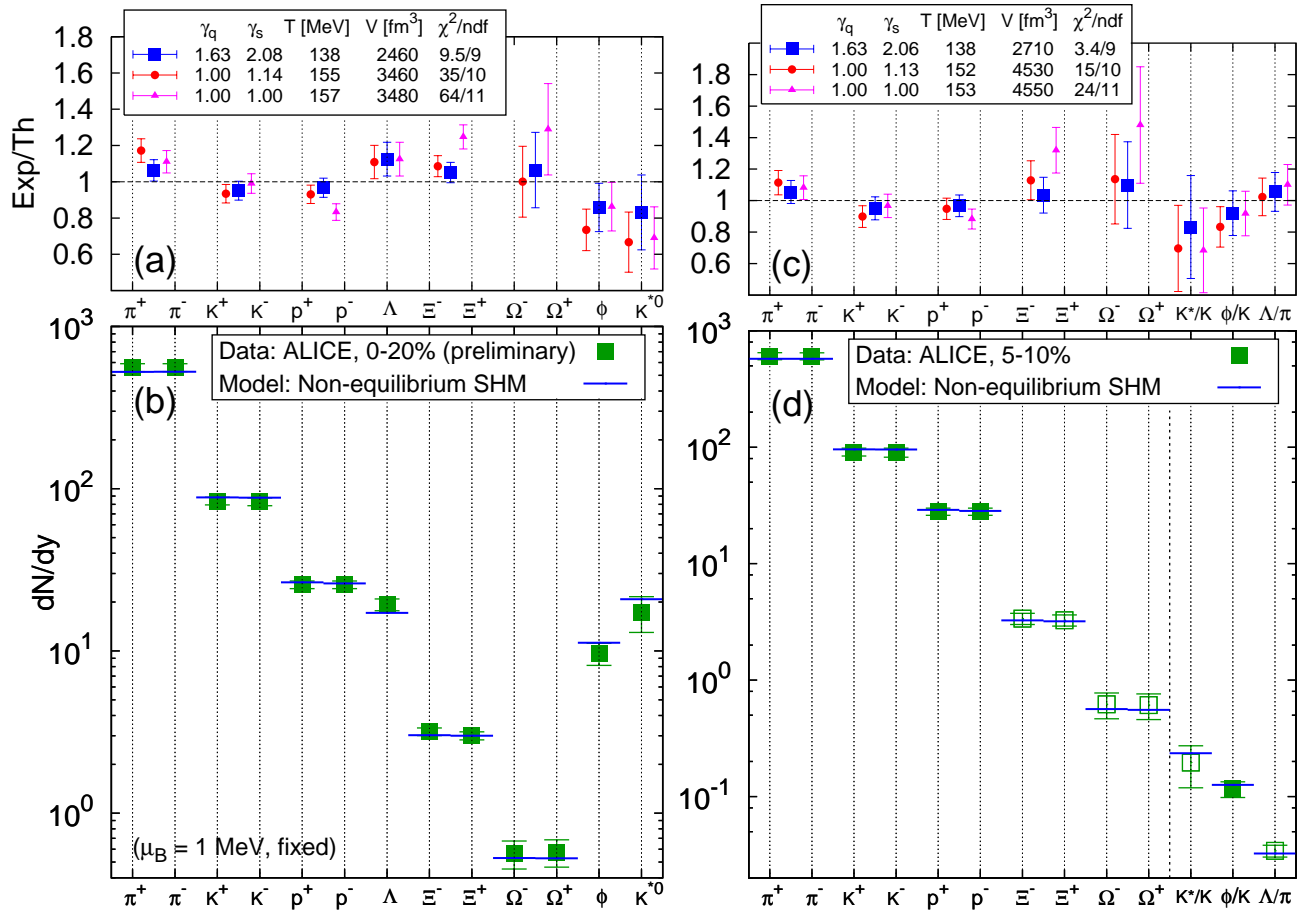 γq γs T [MeV] V [fm³] χ²/ndf
1.63 2.08 138 2460 9.5/9
1.00 1.14 155 3460 35/10
1.00 1.00 157 3480 64/11
Exp/Th
1.8
1.6
1.4
1.2
1
0.8
0.6
(a)
π⁺ π⁻ K⁺ K⁻ p⁺ p⁻ Λ Ξ⁻ Ξ⁺ Ω⁻ Ω⁺ ϕ K*⁰
γq γs T [MeV] V [fm³] χ²/ndf
1.63 2.06 138 2710 3.4/9
1.00 1.13 152 4530 15/10
1.00 1.00 153 4550 24/11
1.8
1.6
1.4
1.2
1
0.8
0.6
0.4
(c)
π⁺ π⁻ K⁺ K⁻ p⁺ p⁻ Ξ⁻ Ξ⁺ Ω⁻ Ω⁺ K*/K ϕ/K Λ/π
dN/dy
10³
10²
10¹
10⁰
Data: ALICE, 0-20% (preliminary)
Model: Non-equilibrium SHM
(b)
(μB = 1 MeV, fixed)
π⁺ π⁻ K⁺ K⁻ p⁺ p⁻ Λ Ξ⁻ Ξ⁺ Ω⁻ Ω⁺ ϕ K*⁰
10³
10²
10¹
10⁰
10⁻¹
Data: ALICE, 5-10%
Model: Non-equilibrium SHM
(d)
π⁺ π⁻ K⁺ K⁻ p⁺ p⁻ Ξ⁻ Ξ⁺ Ω⁻ Ω⁺ K*/K ϕ/K Λ/π